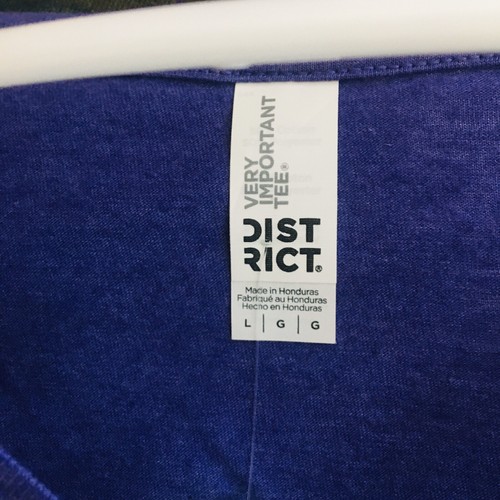 VERY
IMPORTANT
TEE®
DIST
RICT®
Made in Honduras
Fabriqué au Honduras
Hecho en Honduras
L | G | G